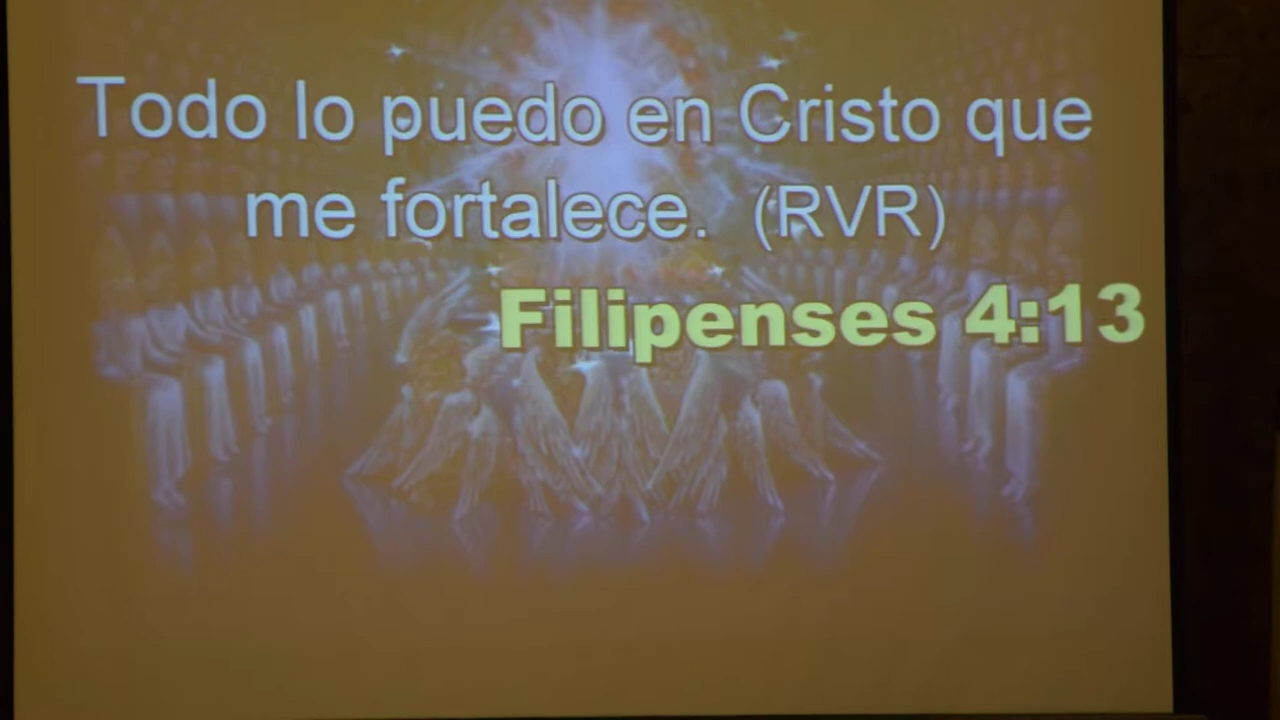 Todo lo puedo en Cristo que
me fortalece. (RVR)
Filipenses 4:13